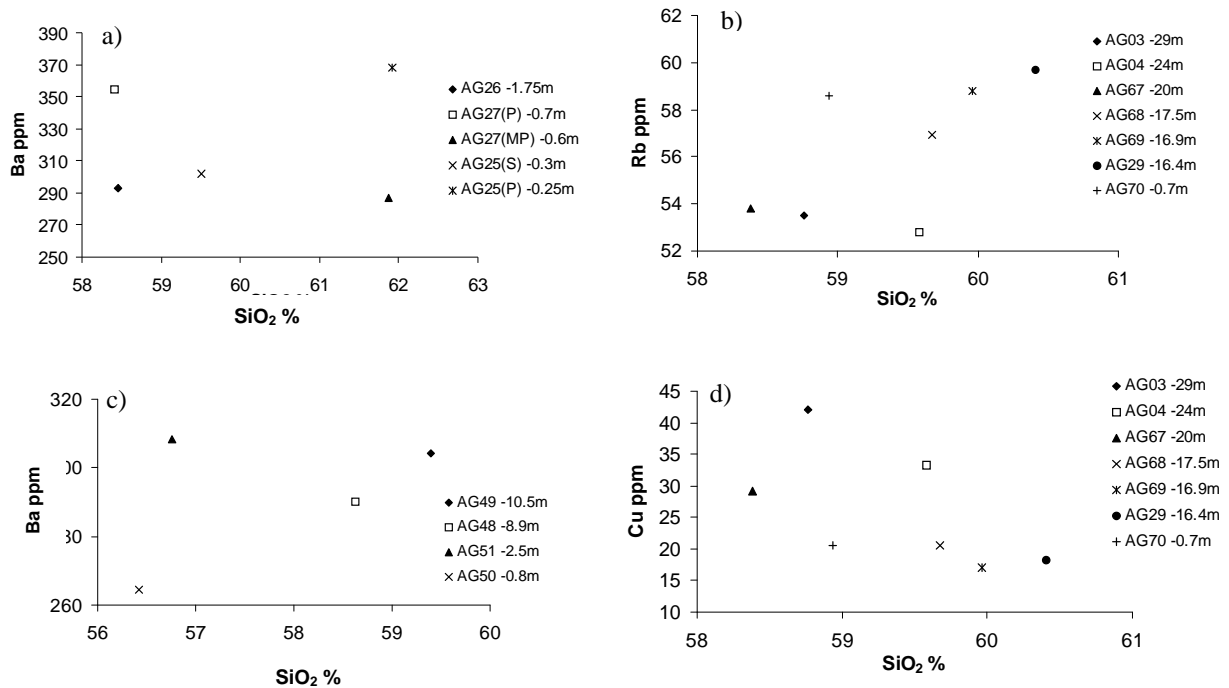 a)
390
370
350
330
310
290
270
250
Ba ppm
58 59 60 61 62 63
SiO2 %
AG26 -1.75m
AG27(P) -0.7m
AG27(MP) -0.6m
AG25(S) -0.3m
AG25(P) -0.25m
b)
62
60
58
56
54
52
Rb ppm
58 59 60 61
SiO2 %
AG03 -29m
AG04 -24m
AG67 -20m
AG68 -17.5m
AG69 -16.9m
AG29 -16.4m
AG70 -0.7m
c)
320
260
Ba ppm
56 57 58 59 60
SiO2 %
AG49 -10.5m
AG48 -8.9m
AG51 -2.5m
AG50 -0.8m
d)
45
40
35
30
25
20
15
10
Cu ppm
58 59 60 61
SiO2 %
AG03 -29m
AG04 -24m
AG67 -20m
AG68 -17.5m
AG69 -16.9m
AG29 -16.4m
AG70 -0.7m